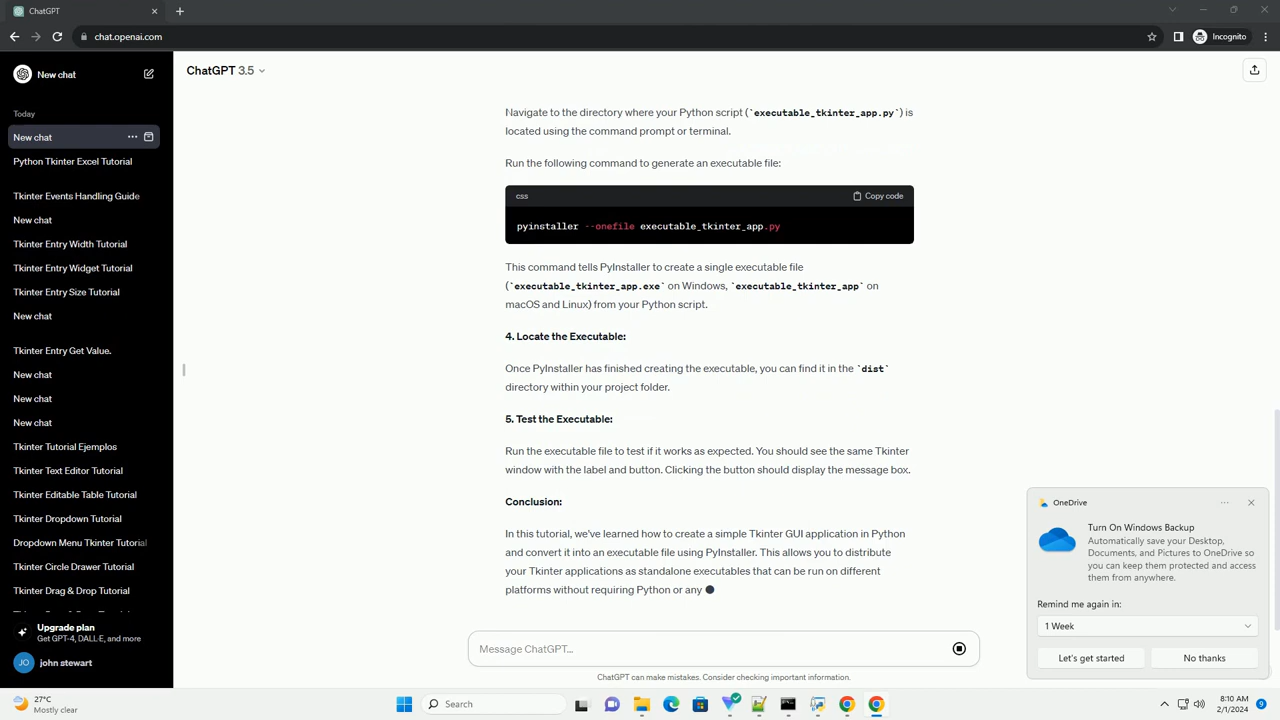 ChatGPT
chat.openai.com
Incognito
New chat
ChatGPT 3.5
Today
New chat
Python Tkinter Excel Tutorial
Tkinter Events Handling Guide
New chat
Tkinter Entry Width Tutorial
Tkinter Entry Widget Tutorial
Tkinter Entry Size Tutorial
New chat
Tkinter Entry Get Value.
New chat
New chat
New chat
Tkinter Tutorial Ejemplos
Tkinter Text Editor Tutorial
Tkinter Editable Table Tutorial
Tkinter Dropdown Tutorial
Dropdown Menu Tkinter Tutorial
Tkinter Circle Drawer Tutorial
Tkinter Drag & Drop Tutorial
Upgrade plan
Get GPT-4, DALL·E, and more
JO
john stewart
Navigate to the directory where your Python script (`executable_tkinter_app.py`) is
located using the command prompt or terminal.
Run the following command to generate an executable file:
css
Copy code
pyinstaller --onefile executable_tkinter_app.py
This command tells PyInstaller to create a single executable file
(`executable_tkinter_app.exe` on Windows, `executable_tkinter_app` on
macOS and Linux) from your Python script.
4. Locate the Executable:
Once PyInstaller has finished creating the executable, you can find it in the `dist`
directory within your project folder.
5. Test the Executable:
Run the executable file to test if it works as expected. You should see the same Tkinter
window with the label and button. Clicking the button should display the message box.
Conclusion:
In this tutorial, we've learned how to create a simple Tkinter GUI application in Python
and convert it into an executable file using PyInstaller. This allows you to distribute
your Tkinter applications as standalone executables that can be run on different
platforms without requiring Python or any
Message ChatGPT...
ChatGPT can make mistakes. Consider checking important information.
OneDrive
Turn On Windows Backup
Automatically save your Desktop,
Documents, and Pictures to OneDrive so
you can keep them protected and access
them from anywhere.
Remind me again in:
1 Week
Let's get started
No thanks
27°C
Mostly clear
Search
8:10 AM
2/1/2024
9